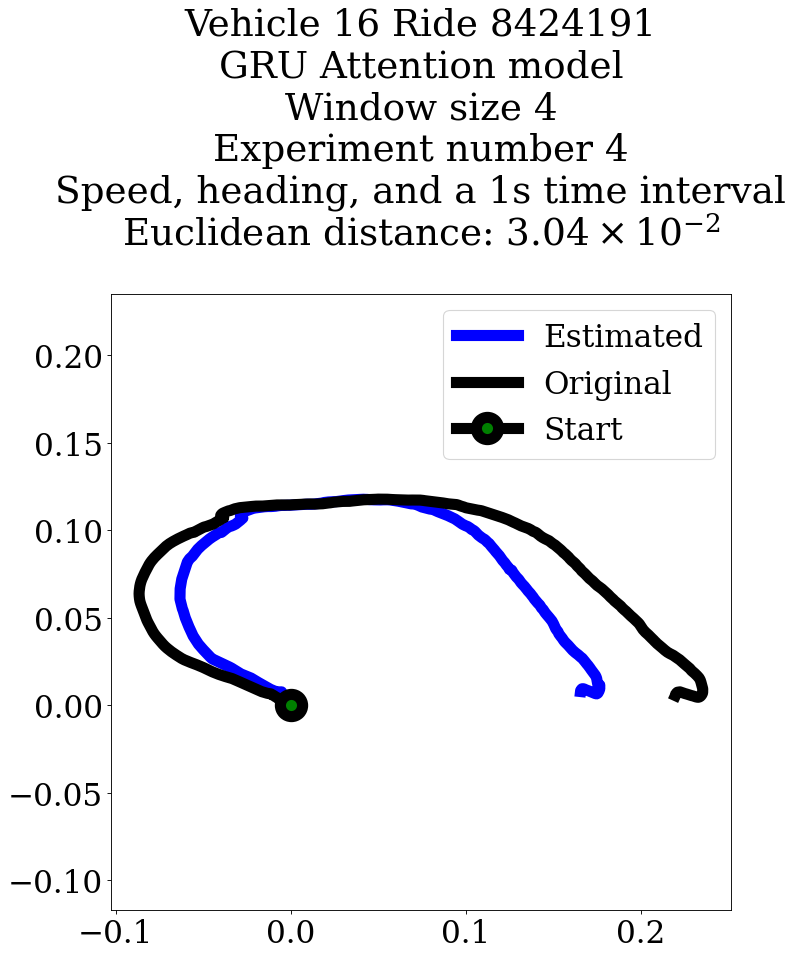 Vehicle 16 Ride 8424191
GRU Attention model
Window size 4
Experiment number 4
Speed, heading, and a 1s time interval
Euclidean distance: 3.04 × 10⁻²
Estimated
Original
Start
0.20
0.15
0.10
0.05
0.00
−0.05
−0.10
−0.1 0.0 0.1 0.2